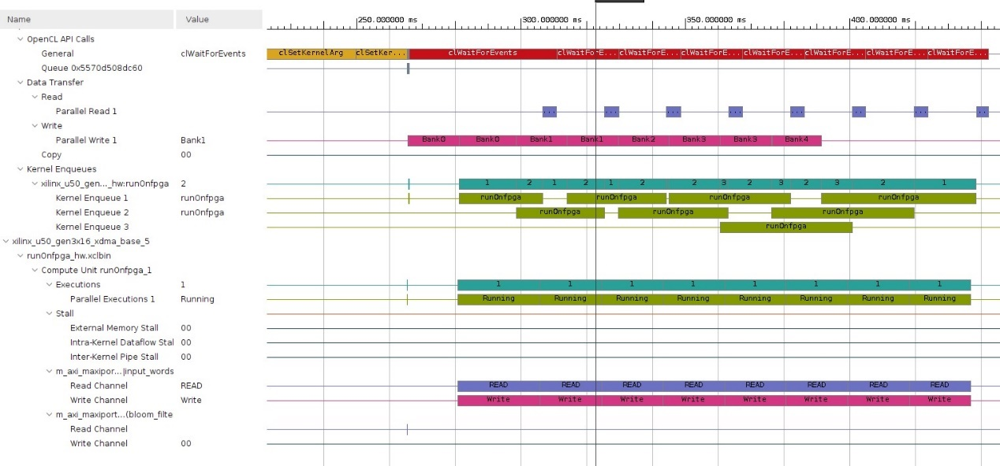 Name Value 250.000000 ms 300.000000 ms 350.000000 ms 400.000000 ms
OpenCL API Calls
General clWaitForEvents clSetKernelArg clSetKer... clWaitForEvents clWaitForE... clWaitForE... clWaitForE... clWaitForE... clWaitForE... clWaitForE... clWaitForE...
Queue 0x5570d508dc60
Data Transfer
Read
Parallel Read 1 ... ... ... ... ... ... ... ...
Write
Parallel Write 1 Bank1 Bank0 Bank0 Bank1 Bank1 Bank2 Bank3 Bank3 Bank4
Copy 00
Kernel Enqueues
xilinx_u50_gen..._hw:runOnfpga 2 1 2 1 2 1 2 2 3 2 3 2 3 2 1
Kernel Enqueue 1 runOnfpga runOnfpga runOnfpga runOnfpga runOnfpga
Kernel Enqueue 2 runOnfpga runOnfpga runOnfpga runOnfpga
Kernel Enqueue 3 runOnfpga
xilinx_u50_gen3x16_xdma_base_5
runOnfpga_hw.xclbin
Compute Unit runOnfpga_1
Executions 1 1 1 1 1 1 1 1 1
Parallel Executions 1 Running Running Running Running Running Running Running Running Running
Stall
External Memory Stall 00
Intra-Kernel Dataflow Stal 00
Inter-Kernel Pipe Stall 00
m_axi_maxipor...|input_words
Read Channel READ READ READ READ READ READ READ READ READ
Write Channel Write Write Write Write Write Write Write Write Write
m_axi_maxiport...(bloom_filte
Read Channel
Write Channel 00